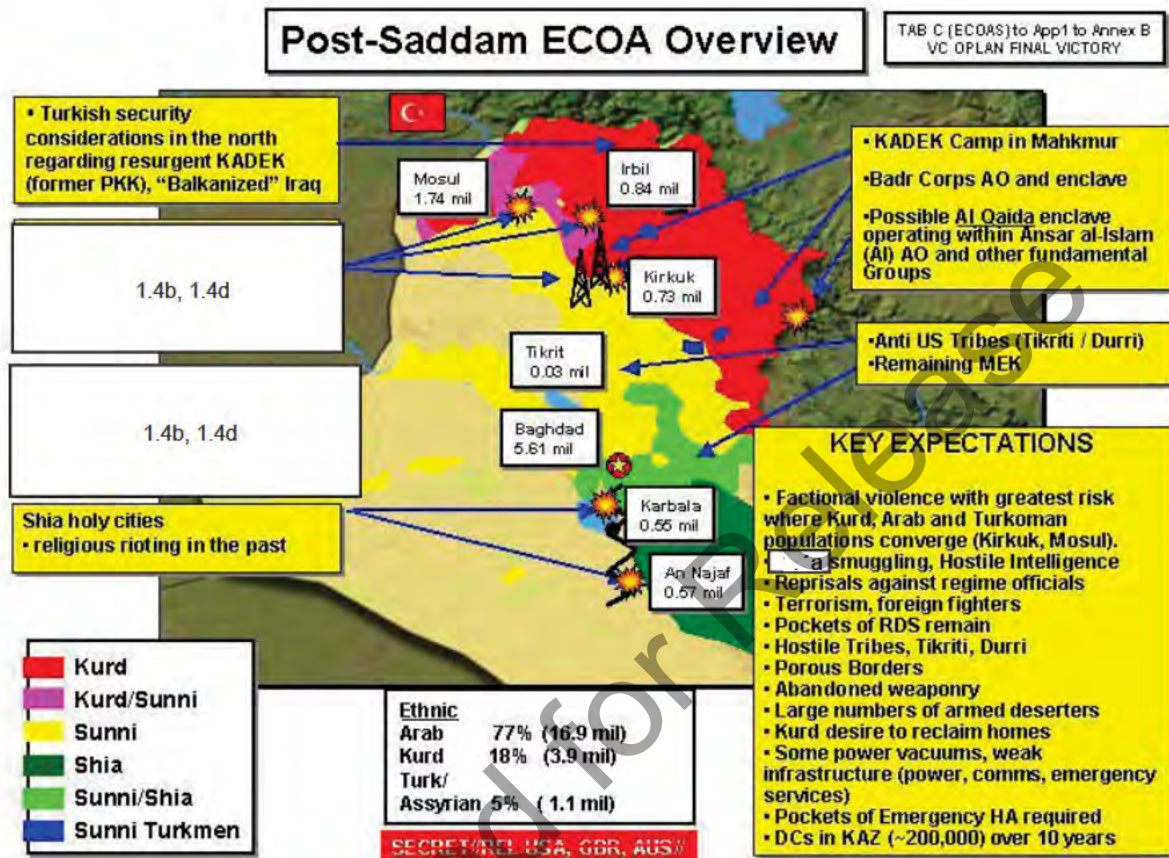 Post-Saddam ECOA Overview
TAB C (ECOAS) to App1 to Annex B
VC OPLAN FINAL VICTORY
• Turkish security
considerations in the north
regarding resurgent KADEK
(former PKK), “Balkanized” Iraq
1.4b, 1.4d
1.4b, 1.4d
Shia holy cities
• religious rioting in the past
Mosul
1.74 mil
Irbil
0.84 mil
Kirkuk
0.73 mil
Tikrit
0.03 mil
Baghdad
5.61 mil
Karbala
0.55 mil
An Najaf
0.57 mil
• KADEK Camp in Mahkmur
• Badr Corps AO and enclave
•Possible Al Qaida enclave
operating within Ansar al-Islam
(AI) AO and other fundamental
Groups
•Anti US Tribes (Tikriti / Durri)
•Remaining MEK
KEY EXPECTATIONS
• Factional violence with greatest risk
where Kurd, Arab and Turkoman
populations converge (Kirkuk, Mosul).
• smuggling, Hostile Intelligence
• Reprisals against regime officials
• Terrorism, foreign fighters
• Pockets of RDS remain
• Hostile Tribes, Tikriti, Durri
• Porous Borders
• Abandoned weaponry
• Large numbers of armed deserters
• Kurd desire to reclaim homes
• Some power vacuums, weak
infrastructure (power, comms, emergency
services)
• Pockets of Emergency HA required
• DCs in KAZ (~200,000) over 10 years
Kurd
Kurd/Sunni
Sunni
Shia
Sunni/Shia
Sunni Turkmen
Ethnic
Arab 77% (16.9 mil)
Kurd 18% (3.9 mil)
Turk/
Assyrian 5% ( 1.1 mil)
SECRET//REL USA, GBR, AUS//
d for Release